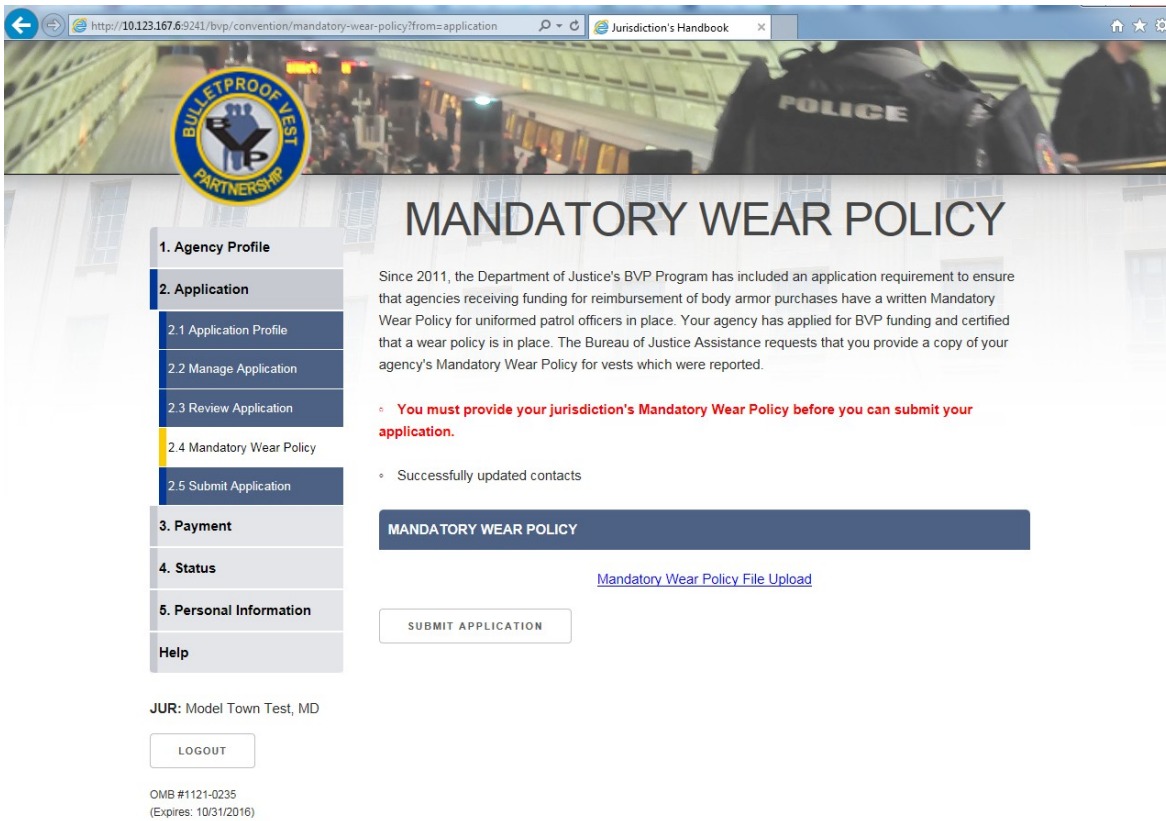 http://10.123.167.6:9241/bvp/convention/mandatory-wear-policy?from=application
Jurisdiction's Handbook
BULLETPROOF VEST
BVP
PARTNERSHIP
POLICE
MANDATORY WEAR POLICY
1. Agency Profile
2. Application
2.1 Application Profile
2.2 Manage Application
2.3 Review Application
2.4 Mandatory Wear Policy
2.5 Submit Application
3. Payment
4. Status
5. Personal Information
Help
JUR: Model Town Test, MD
LOGOUT
OMB #1121-0235
(Expires: 10/31/2016)
Since 2011, the Department of Justice's BVP Program has included an application requirement to ensure
that agencies receiving funding for reimbursement of body armor purchases have a written Mandatory
Wear Policy for uniformed patrol officers in place. Your agency has applied for BVP funding and certified
that a wear policy is in place. The Bureau of Justice Assistance requests that you provide a copy of your
agency's Mandatory Wear Policy for vests which were reported.
▫ You must provide your jurisdiction's Mandatory Wear Policy before you can submit your
application.
▫ Successfully updated contacts
MANDATORY WEAR POLICY
Mandatory Wear Policy File Upload
SUBMIT APPLICATION